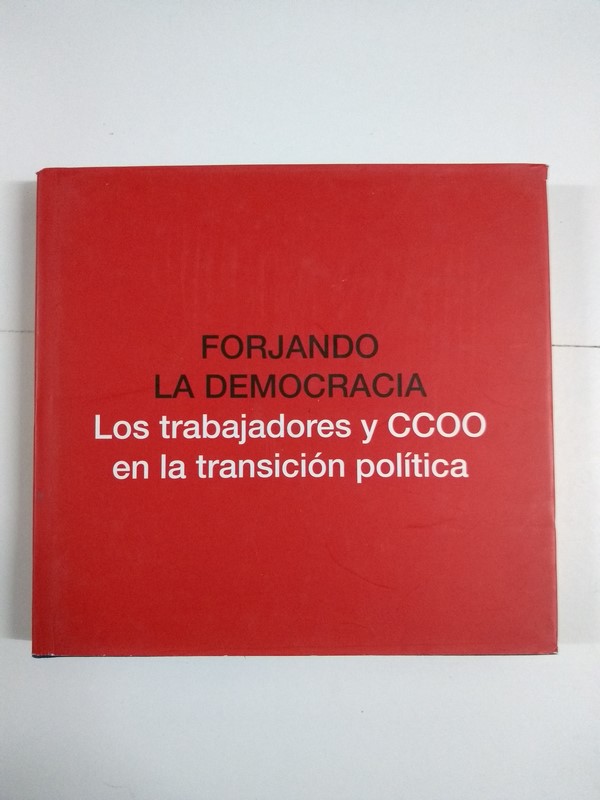 FORJANDO
LA DEMOCRACIA
Los trabajadores y CCOO
en la transición política